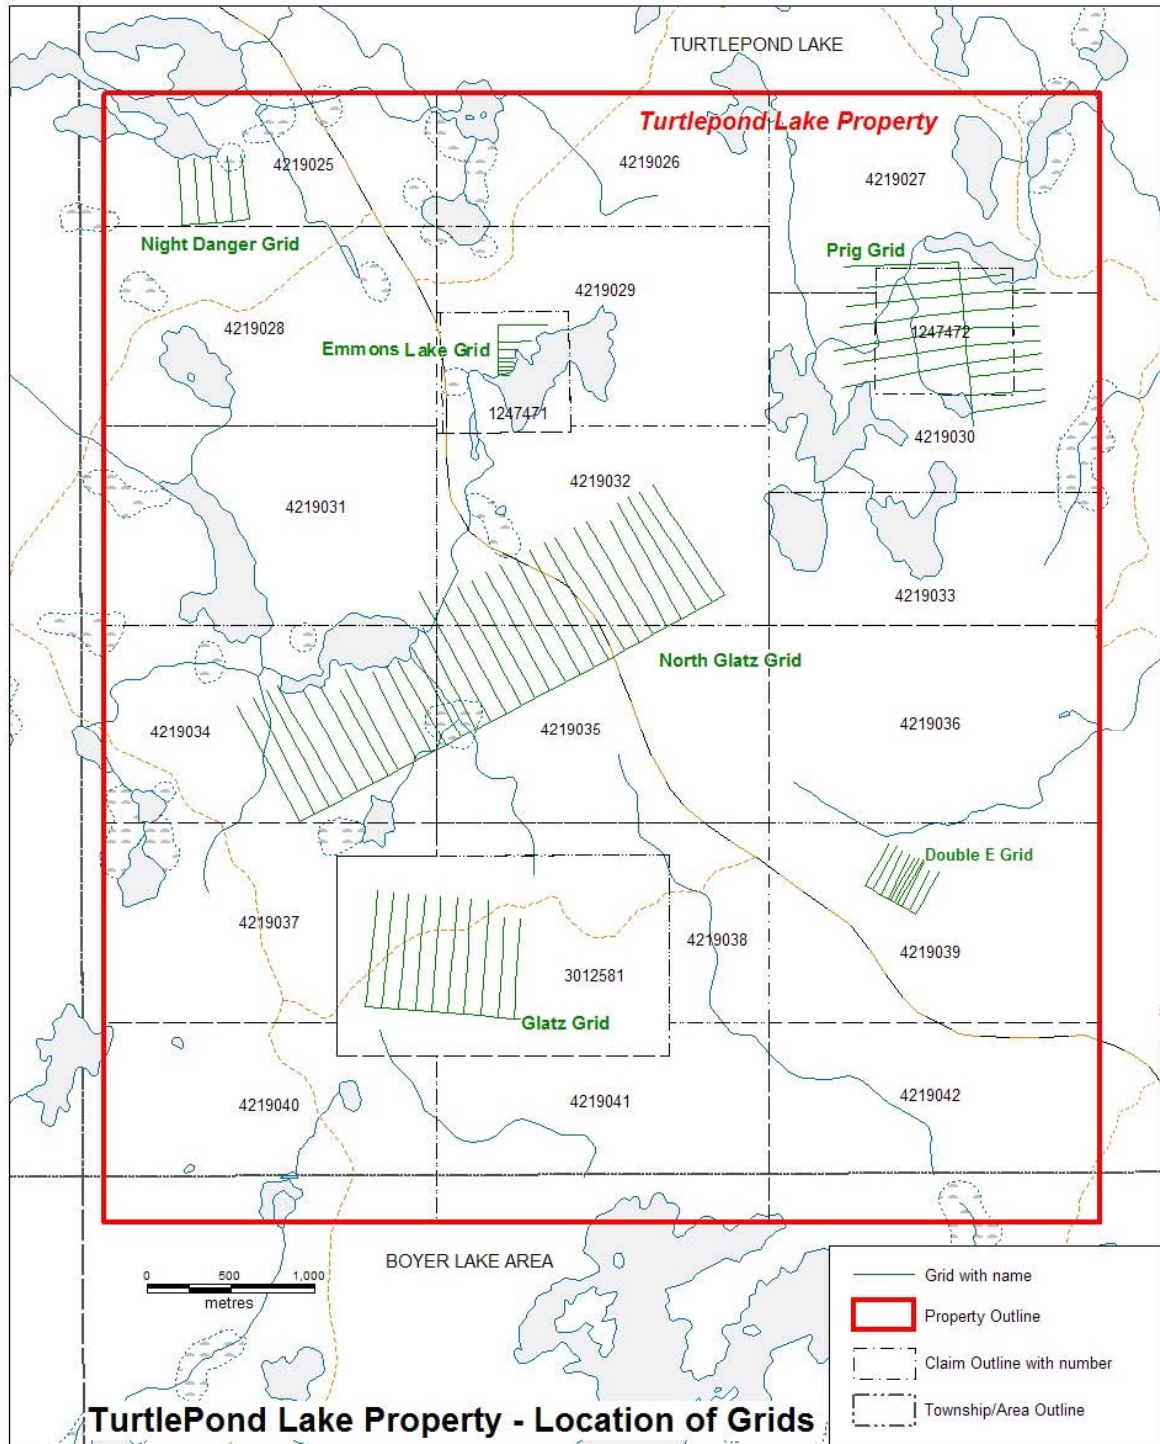 TURTLEPOND LAKE
Turtlepond Lake Property
4219025
4219026
4219027
Night Danger Grid
Prig Grid
4219028
4219029
1247472
Emmons Lake Grid
1247471
4219030
4219031
4219032
4219033
North Glatz Grid
4219034
4219035
4219036
Double E Grid
4219037
4219038
4219039
3012581
Glatz Grid
4219040
4219041
4219042
BOYER LAKE AREA
0 500 1,000
metres
Grid with name
Property Outline
Claim Outline with number
Township/Area Outline
TurtlePond Lake Property - Location of Grids